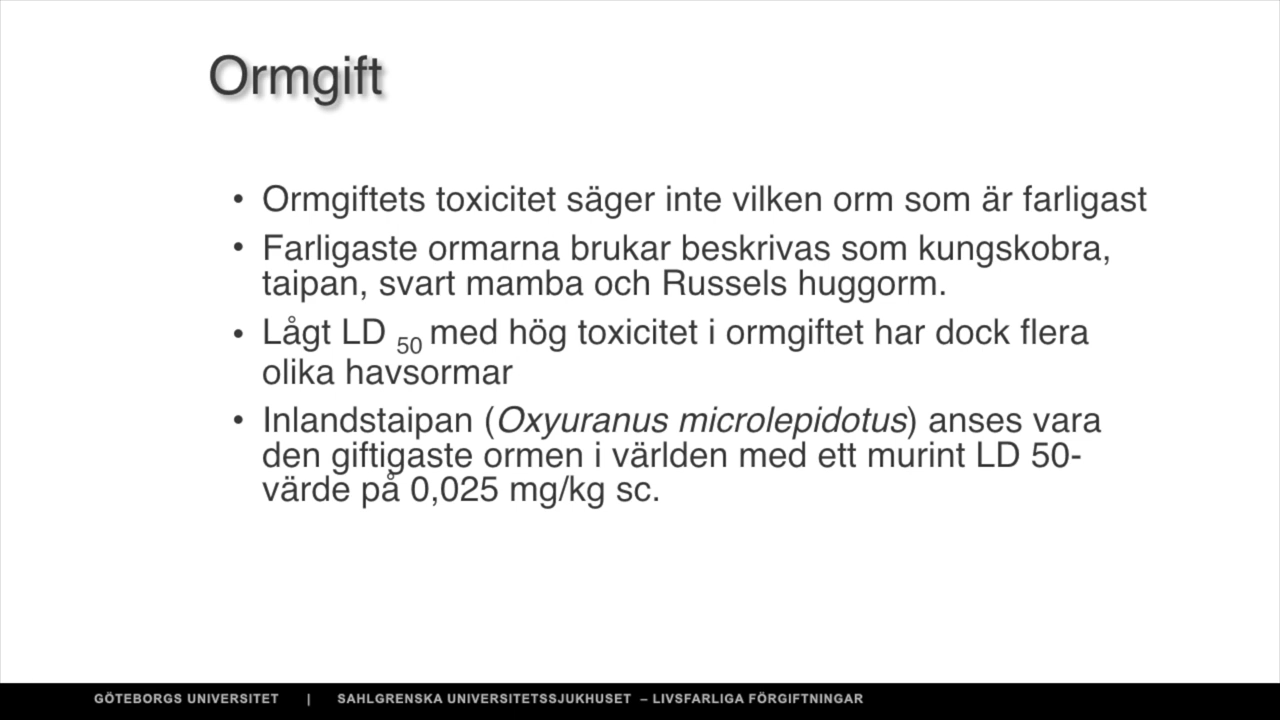 Ormgift
• Ormgiftets toxicitet säger inte vilken orm som är farligast
• Farligaste ormarna brukar beskrivas som kungskobra,
taipan, svart mamba och Russels huggorm.
• Lågt LD 50 med hög toxicitet i ormgiftet har dock flera
olika havsormar
• Inlandstaipan (Oxyuranus microlepidotus) anses vara
den giftigaste ormen i världen med ett murint LD 50-
värde på 0,025 mg/kg sc.
GÖTEBORGS UNIVERSITET | SAHLGRENSKA UNIVERSITETSSJUKHUSET – LIVSFARLIGA FÖRGIFTNINGAR